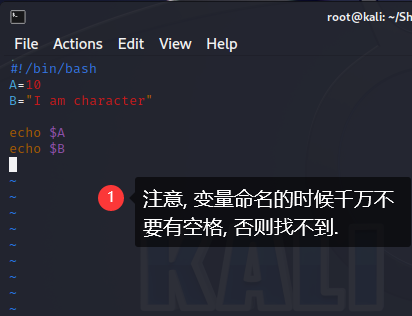 root@kali: ~/Sh
File Actions Edit View Help
#!/bin/bash
A=10
B="I am character"
echo $A
echo $B
~
~
~
1
注意, 变量命名的时候千万不
要有空格, 否则找不到.
~
~
~
~
~
~
KALI